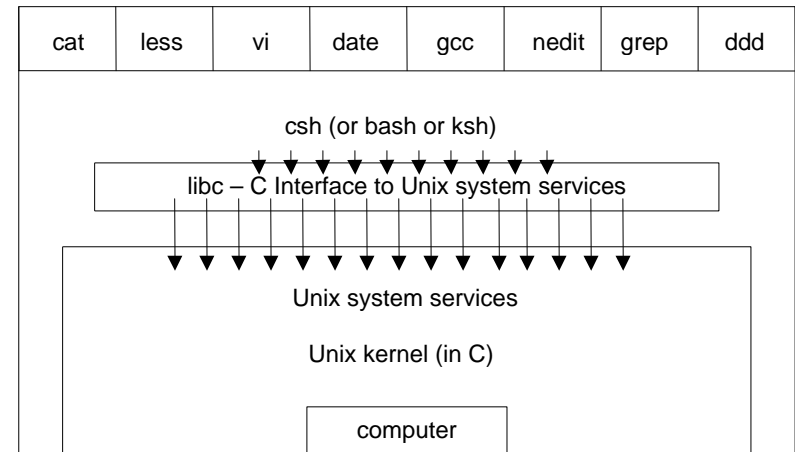 cat less vi date gcc nedit grep ddd
csh (or bash or ksh)
libc – C Interface to Unix system services
Unix system services
Unix kernel (in C)
computer